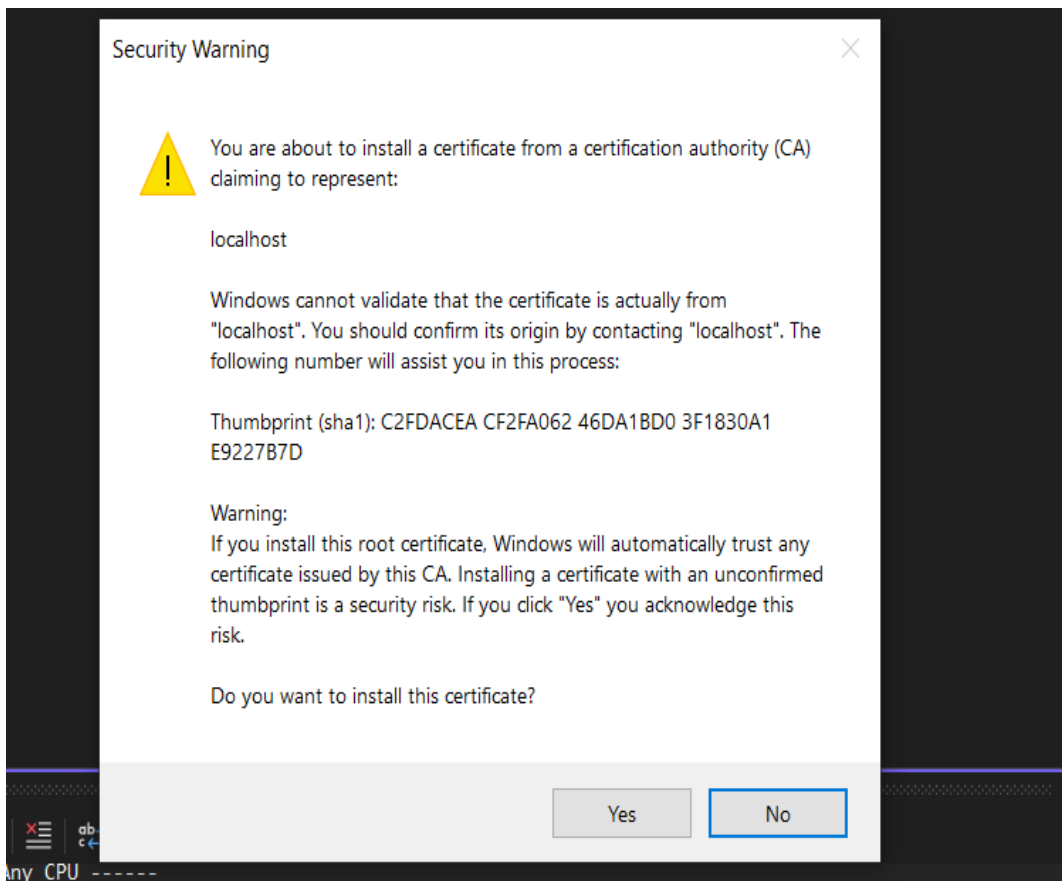 Security Warning
You are about to install a certificate from a certification authority (CA)
claiming to represent:
localhost
Windows cannot validate that the certificate is actually from
"localhost". You should confirm its origin by contacting "localhost". The
following number will assist you in this process:
Thumbprint (sha1): C2FDACEA CF2FA062 46DA1BD0 3F1830A1
E9227B7D
Warning:
If you install this root certificate, Windows will automatically trust any
certificate issued by this CA. Installing a certificate with an unconfirmed
thumbprint is a security risk. If you click "Yes" you acknowledge this
risk.
Do you want to install this certificate?
Yes No
ab
c
Any CPU ------